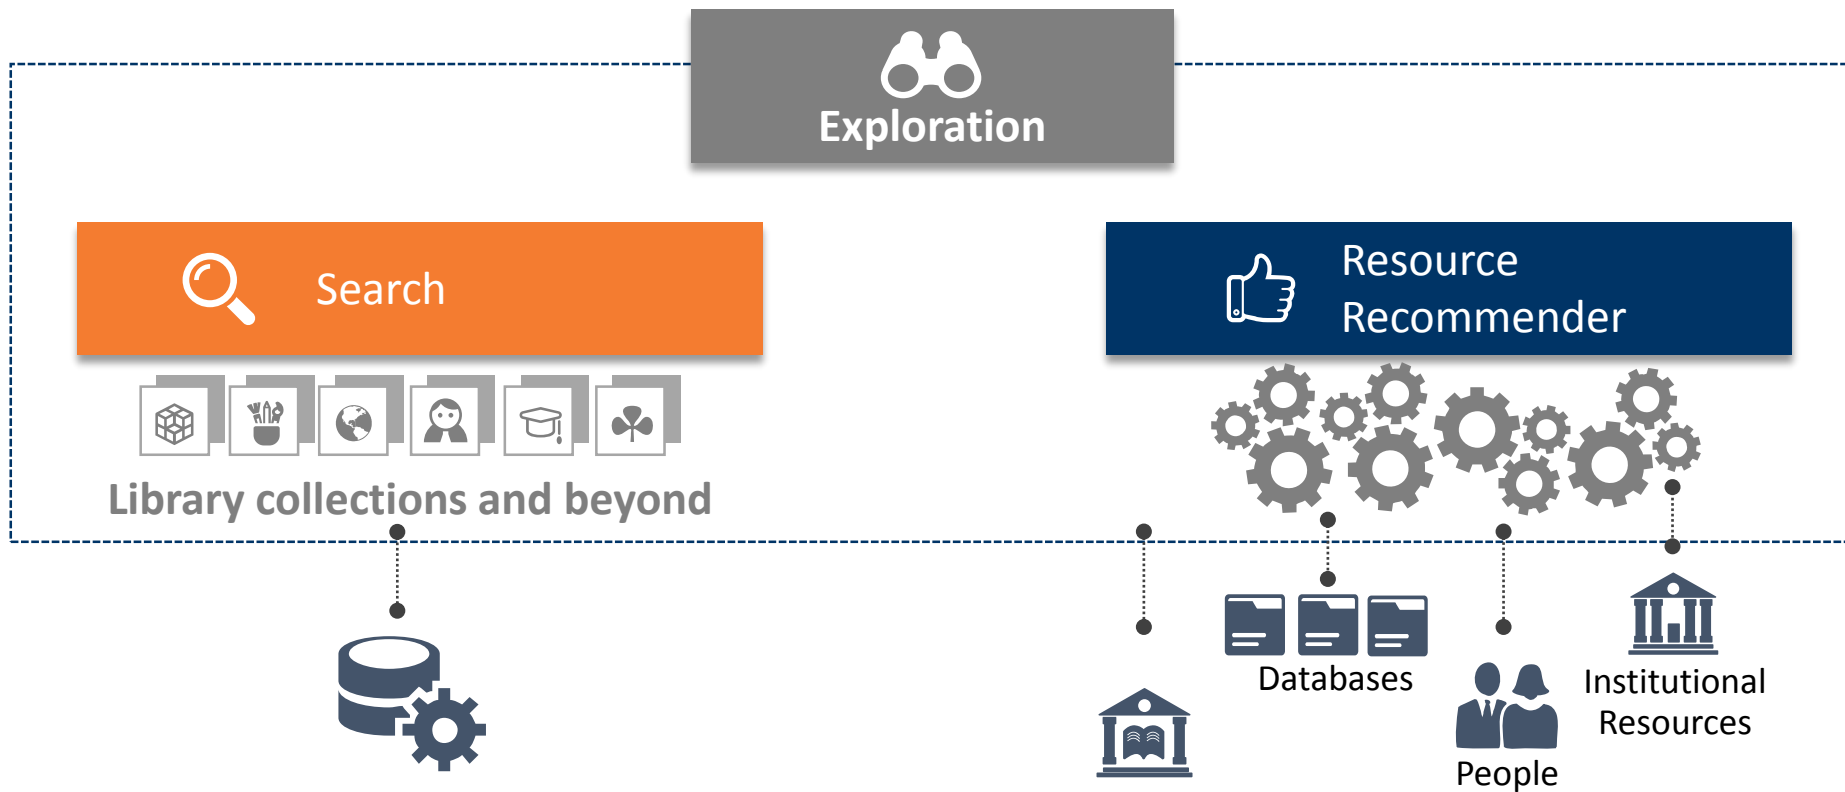 Exploration
Search
Resource
Recommender
Library collections and beyond
Databases
Institutional
Resources
People